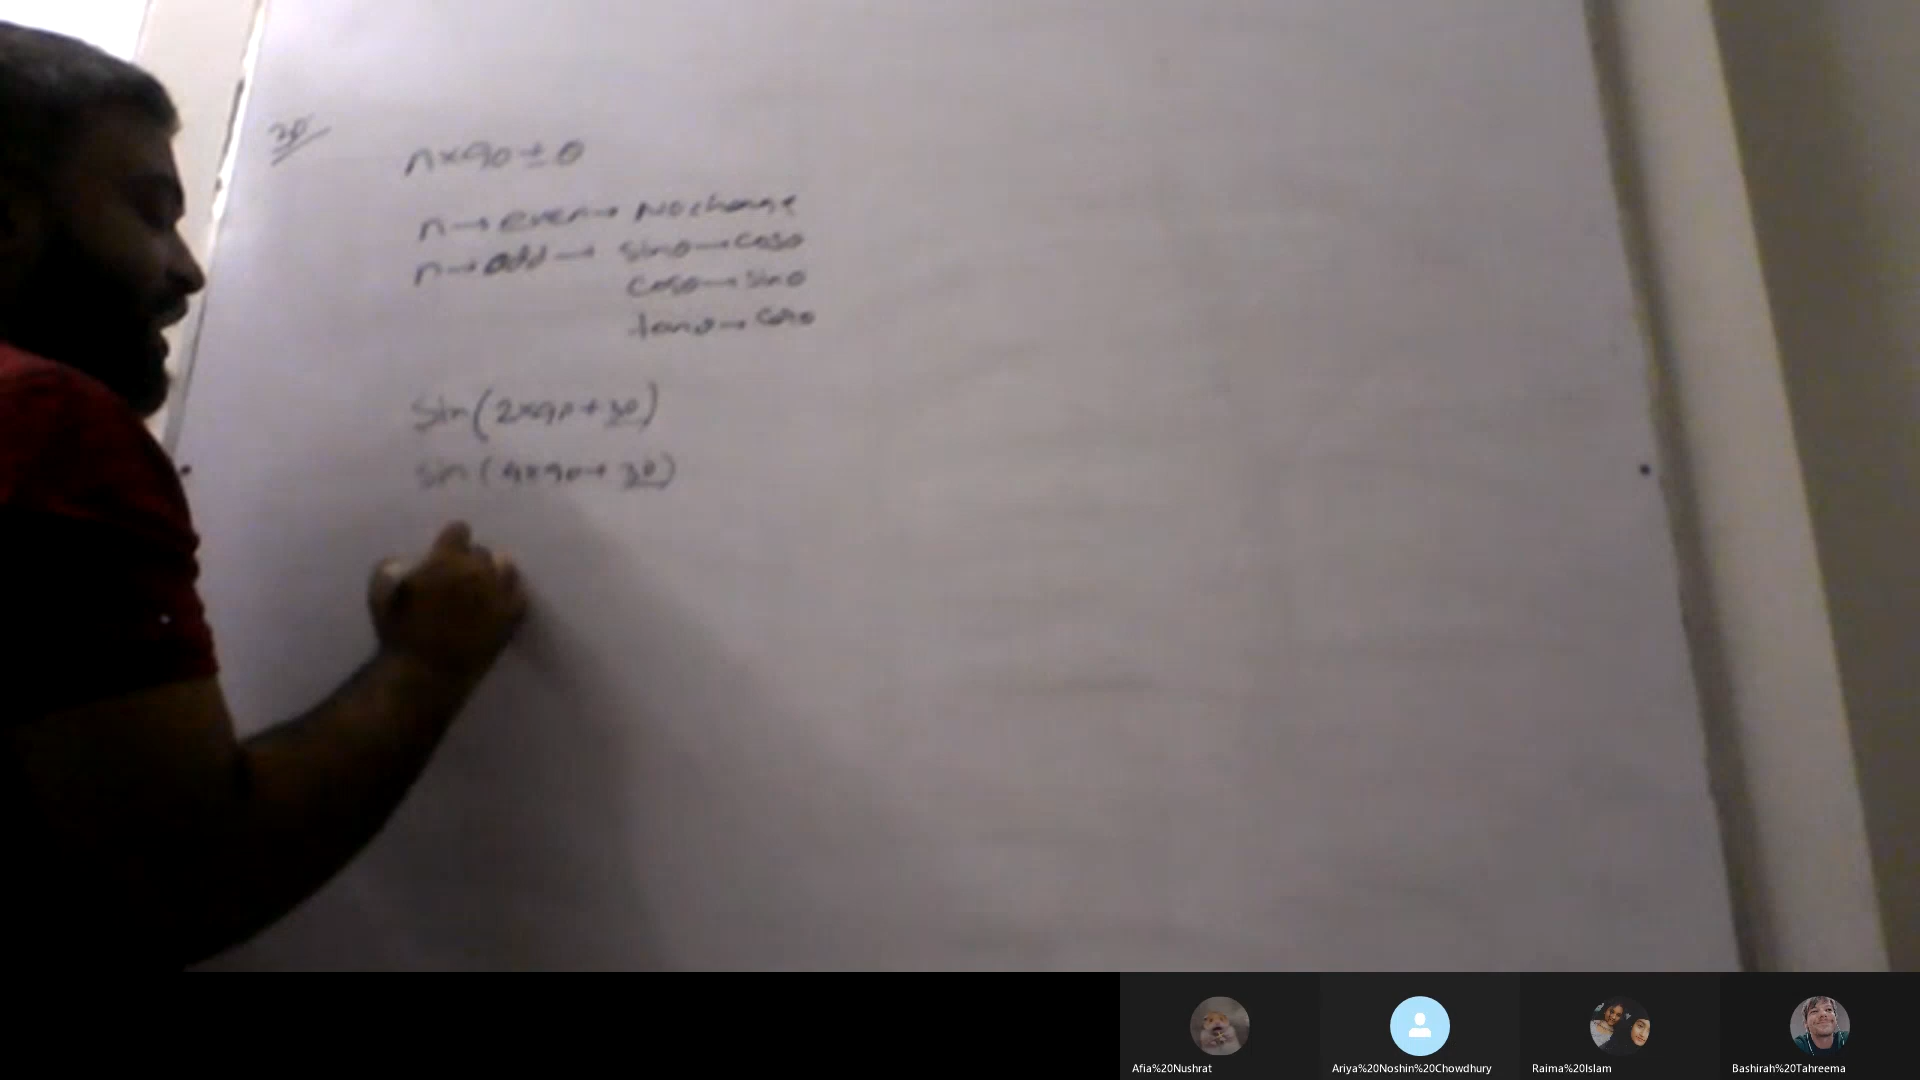 30
n×90±θ
n→even→ No change
n→odd→ sinθ→cosθ
cosθ→sinθ
tanθ→cotθ
Sin(2×90+30)
sin(4×90+30)
Afia%20Nushrat
Ariya%20Noshin%20Chowdhury
Raima%20Islam
Bashirah%20Tahreema